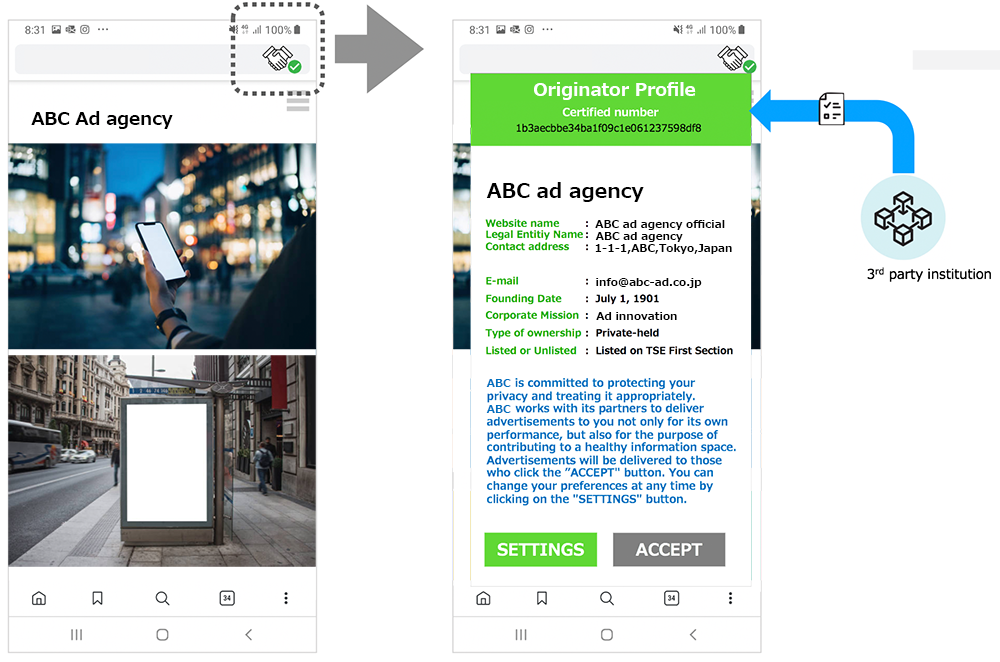 8:31
4G
100%
ABC Ad agency
34
8:31
4G
100%
Originator Profile
Certified number
1b3aecbbe34ba1f09c1e061237598df8
ABC ad agency
Website name : ABC ad agency official
Legal Entitiy Name : ABC ad agency
Contact address : 1-1-1,ABC,Tokyo,Japan
E-mail : info@abc-ad.co.jp
Founding Date : July 1, 1901
Corporate Mission : Ad innovation
Type of ownership : Private-held
Listed or Unlisted : Listed on TSE First Section
ABC is committed to protecting your
privacy and treating it appropriately.
ABC works with its partners to deliver
advertisements to you not only for its own
performance, but also for the purpose of
contributing to a healthy information space.
Advertisements will be delivered to those
who click the "ACCEPT" button. You can
change your preferences at any time by
clicking on the "SETTINGS" button.
SETTINGS
ACCEPT
34
3rd party institution